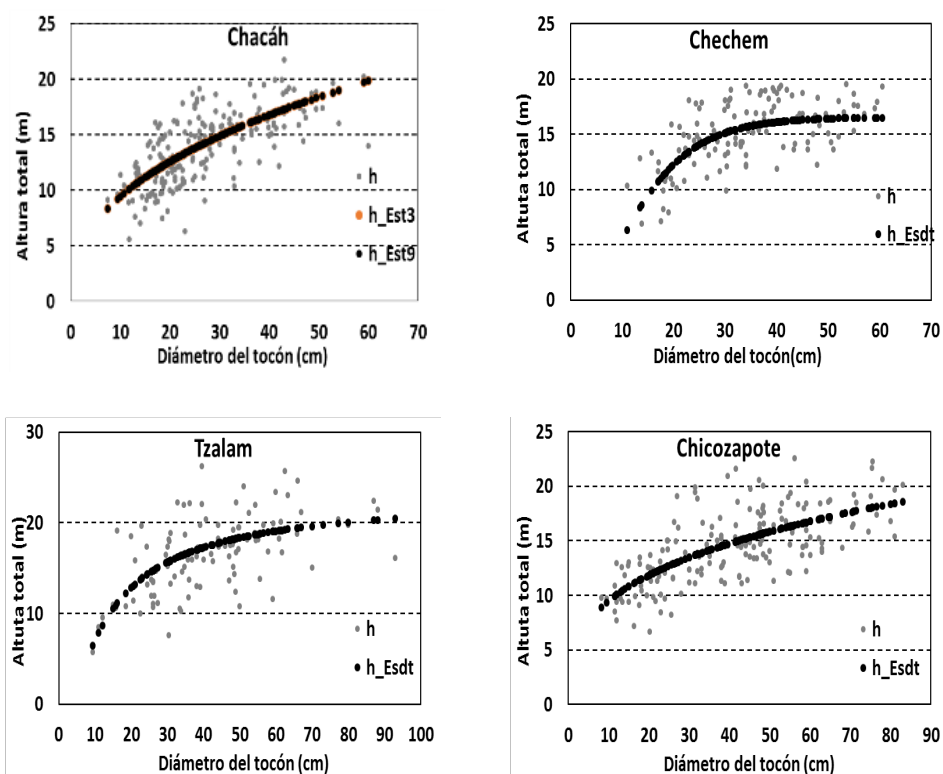 Chacáh
Altura total (m)
25
20
15
10
5
0
h
h_Est3
h_Est9
0 10 20 30 40 50 60 70
Diámetro del tocón (cm)
Chechem
Altuta total (m)
25
20
15
10
5
0
h
h_Esdt
0 10 20 30 40 50 60 70
Diámetro del tocón(cm)
Tzalam
Altuta total (m)
30
20
10
0
h
h_Esdt
0 10 20 30 40 50 60 70 80 90 100
Diámetro del tocón (cm)
Chicozapote
Altuta total (m)
25
20
15
10
5
0
h
h_Esdt
0 10 20 30 40 50 60 70 80 90
Diámetro del tocón (cm)